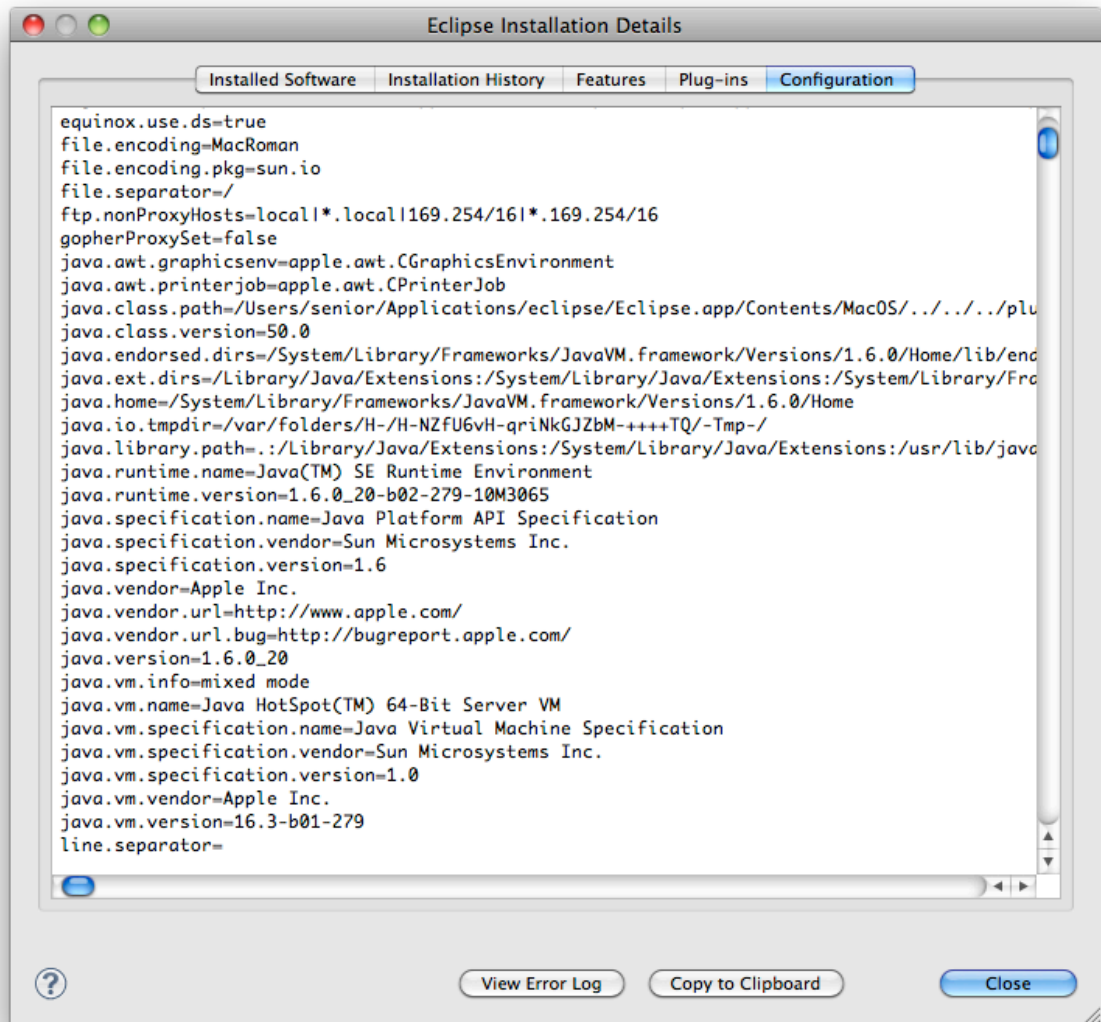 Eclipse Installation Details
Installed Software Installation History Features Plug-ins Configuration
equinox.use.ds=true
file.encoding=MacRoman
file.encoding.pkg=sun.io
file.separator=/
ftp.nonProxyHosts=local|*.local|169.254/16|*.169.254/16
gopherProxySet=false
java.awt.graphicsenv=apple.awt.CGraphicsEnvironment
java.awt.printerjob=apple.awt.CPrinterJob
java.class.path=/Users/senior/Applications/eclipse/Eclipse.app/Contents/MacOS/../../../plu
java.class.version=50.0
java.endorsed.dirs=/System/Library/Frameworks/JavaVM.framework/Versions/1.6.0/Home/lib/end
java.ext.dirs=/Library/Java/Extensions:/System/Library/Java/Extensions:/System/Library/Fra
java.home=/System/Library/Frameworks/JavaVM.framework/Versions/1.6.0/Home
java.io.tmpdir=/var/folders/H-/H-NZfU6vH-qriNkGJZbM-++++TQ/-Tmp-/
java.library.path=.:/Library/Java/Extensions:/System/Library/Java/Extensions:/usr/lib/java
java.runtime.name=Java(TM) SE Runtime Environment
java.runtime.version=1.6.0_20-b02-279-10M3065
java.specification.name=Java Platform API Specification
java.specification.vendor=Sun Microsystems Inc.
java.specification.version=1.6
java.vendor=Apple Inc.
java.vendor.url=http://www.apple.com/
java.vendor.url.bug=http://bugreport.apple.com/
java.version=1.6.0_20
java.vm.info=mixed mode
java.vm.name=Java HotSpot(TM) 64-Bit Server VM
java.vm.specification.name=Java Virtual Machine Specification
java.vm.specification.vendor=Sun Microsystems Inc.
java.vm.specification.version=1.0
java.vm.vendor=Apple Inc.
java.vm.version=16.3-b01-279
line.separator=
? View Error Log Copy to Clipboard Close